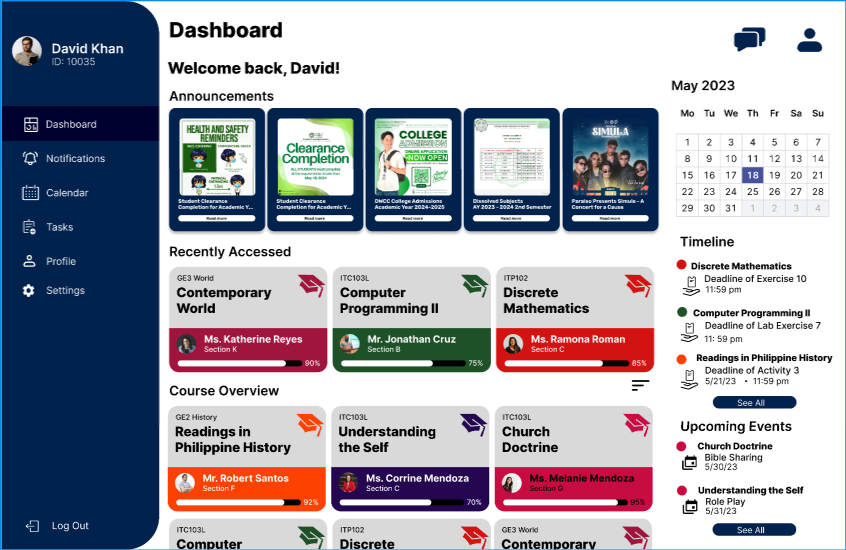 David Khan
ID: 10035
Dashboard
Notifications
Calendar
Tasks
Profile
Settings
Log Out
Dashboard
Welcome back, David!
Announcements
HEALTH AND SAFETY
REMINDERS
Student Clearance
Completion for Academic Y...
Read more
Clearance
Completion
Student Clearance
Completion for Academic Y...
Read more
COLLEGE
ADMISSION
ONLINE APPLICATION
NOW OPEN
DWCC College Admissions
Academic Year 2024-2025
Read more
Dissolved Subjects
AY 2023 - 2024 2nd Semester
Read more
SIMULA
Paraiso Presents Simula - A
Concert for a Cause
Read more
Recently Accessed
GE3 World
Contemporary
World
Ms. Katherine Reyes
Section K
90%
ITC103L
Computer
Programming II
Mr. Jonathan Cruz
Section B
75%
ITP102
Discrete
Mathematics
Ms. Ramona Roman
Section C
85%
Course Overview
GE2 History
Readings in
Philippine History
Mr. Robert Santos
Section F
92%
ITC103L
Understanding
the Self
Ms. Corrine Mendoza
Section C
70%
ITC103L
Church
Doctrine
Ms. Melanie Mendoza
Section G
95%
ITC103L
Computer
ITP102
Discrete
GE3 World
Contemporary
May 2023
Mo Tu We Th Fr Sa Su
1 2 3 4 5 6 7
8 9 10 11 12 13 14
15 16 17 18 19 20 21
22 23 24 25 26 27 28
29 30 31 1 2 3 4
Timeline
Discrete Mathematics
Deadline of Exercise 10
11:59 pm
Computer Programming II
Deadline of Lab Exercise 7
11: 59 pm
Readings in Philippine History
Deadline of Activity 3
5/21/23 • 11:59 pm
See All
Upcoming Events
Church Doctrine
Bible Sharing
5/30/23
Understanding the Self
Role Play
5/31/23
See All